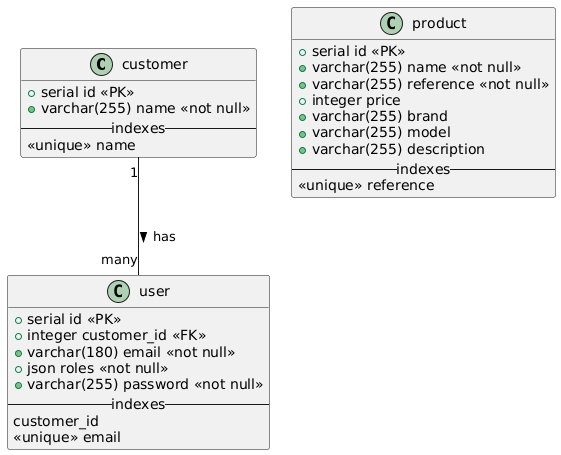 C customer
serial id «PK»
varchar(255) name «not null»
indexes
«unique» name
C product
serial id «PK»
varchar(255) name «not null»
varchar(255) reference «not null»
integer price
varchar(255) brand
varchar(255) model
varchar(255) description
indexes
«unique» reference
1
has
many
C user
serial id «PK»
integer customer_id «FK»
varchar(180) email «not null»
json roles «not null»
varchar(255) password «not null»
indexes
customer_id
«unique» email